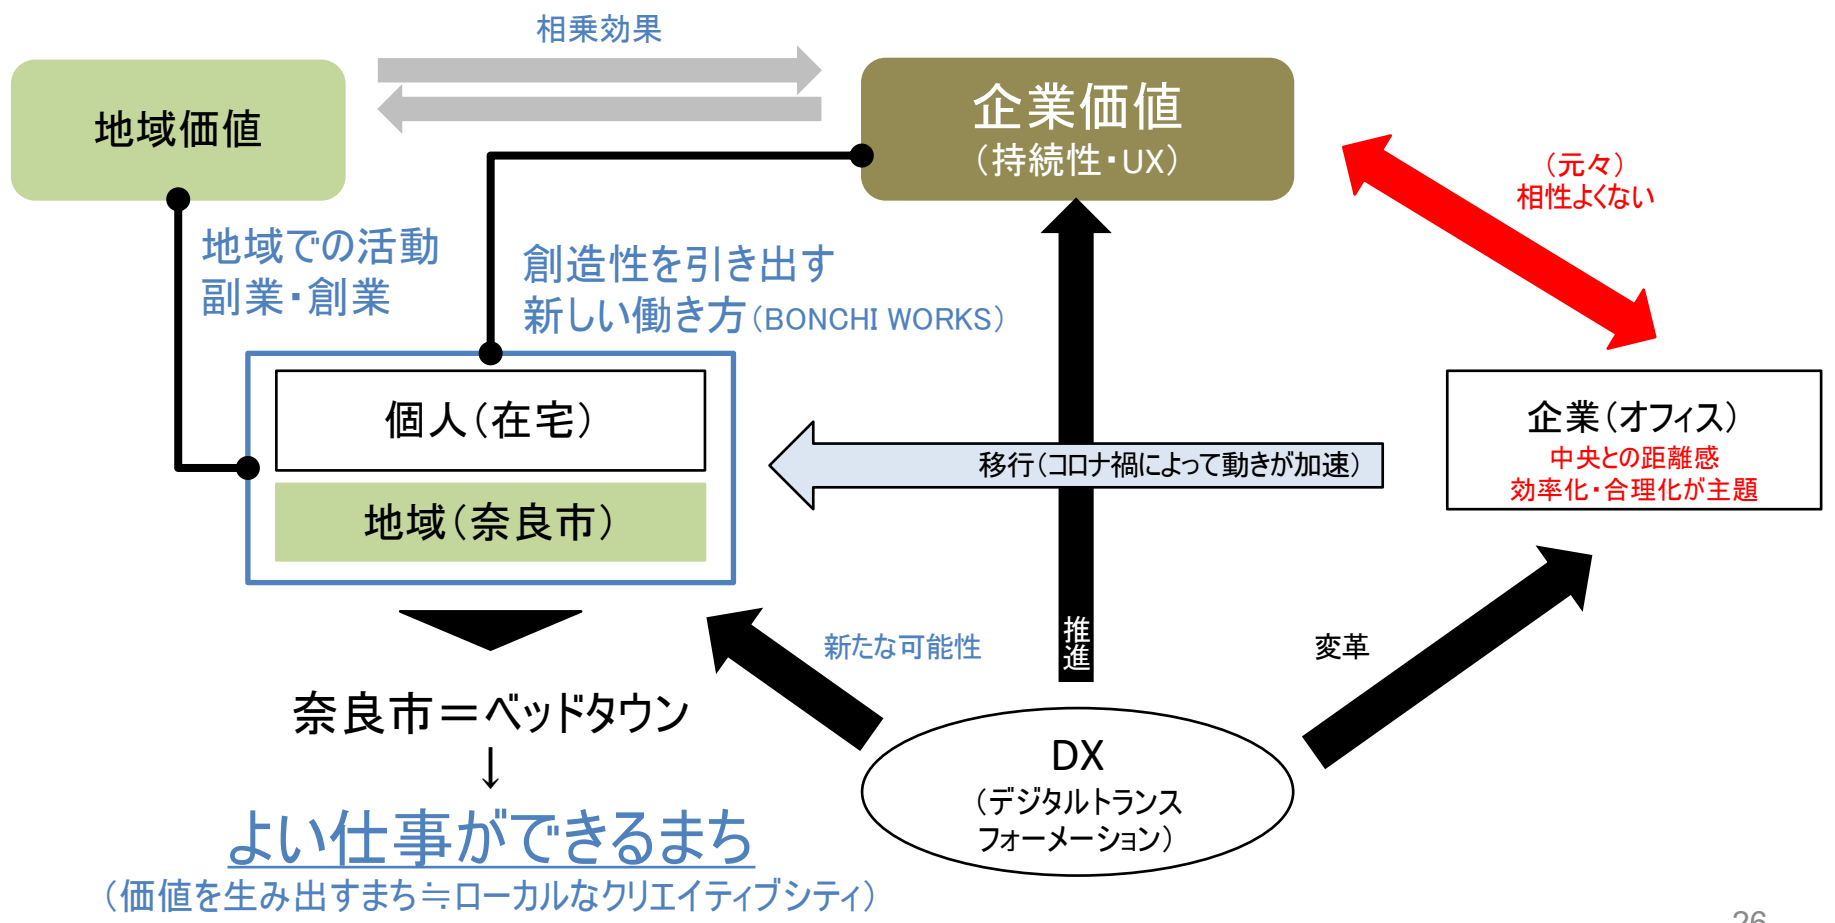 相乗効果
地域価値
企業価値
（持続性・UX）
（元々）
相性よくない
地域での活動
副業・創業
創造性を引き出す
新しい働き方（BONCHI WORKS）
個人（在宅）
地域（奈良市）
移行（コロナ禍によって動きが加速）
企業（オフィス）
中央との距離感
効率化・合理化が主題
新たな可能性
推進
変革
奈良市＝ベッドタウン
↓
よい仕事ができるまち
（価値を生み出すまち≒ローカルなクリエイティブシティ）
DX
（デジタルトランス
フォーメーション）
26